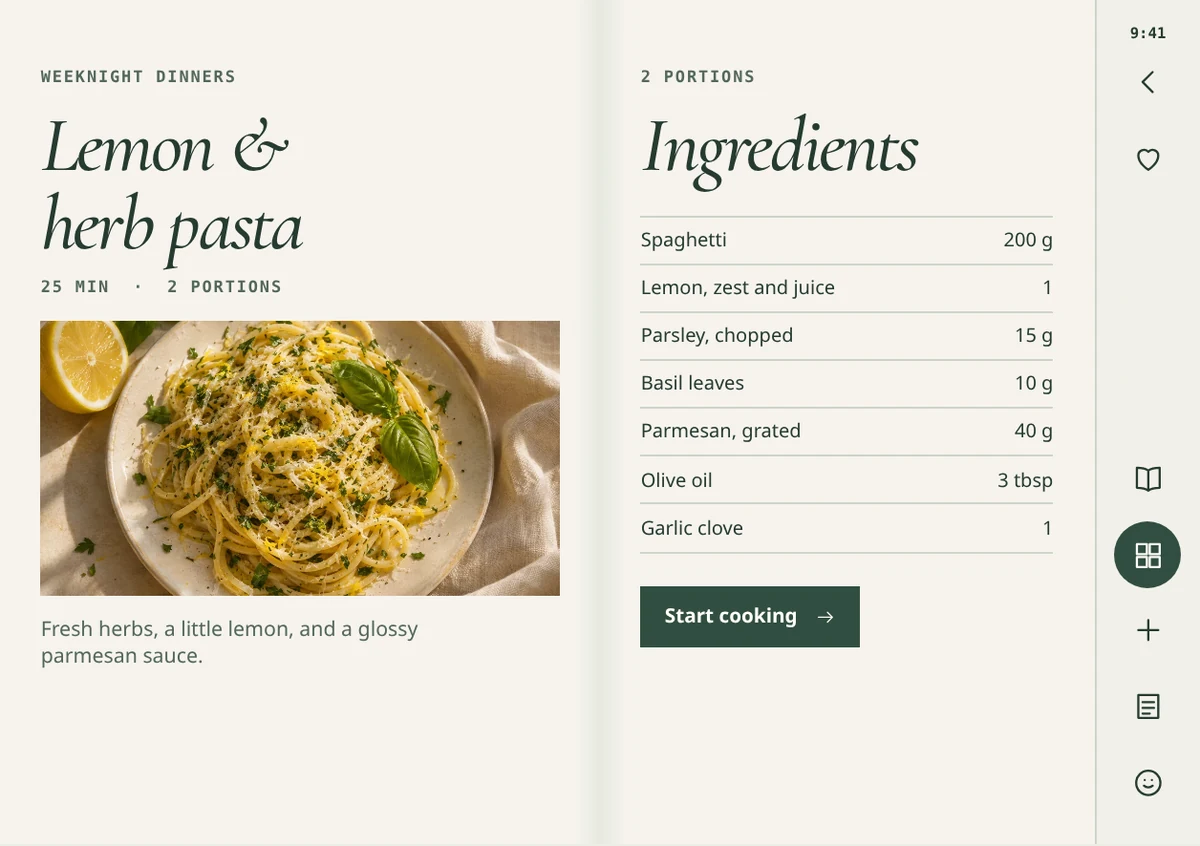 WEEKNIGHT DINNERS
Lemon &
herb pasta
25 MIN · 2 PORTIONS
Fresh herbs, a little lemon, and a glossy
parmesan sauce.
2 PORTIONS
Ingredients
Spaghetti 200 g
Lemon, zest and juice 1
Parsley, chopped 15 g
Basil leaves 10 g
Parmesan, grated 40 g
Olive oil 3 tbsp
Garlic clove 1
Start cooking →
9:41